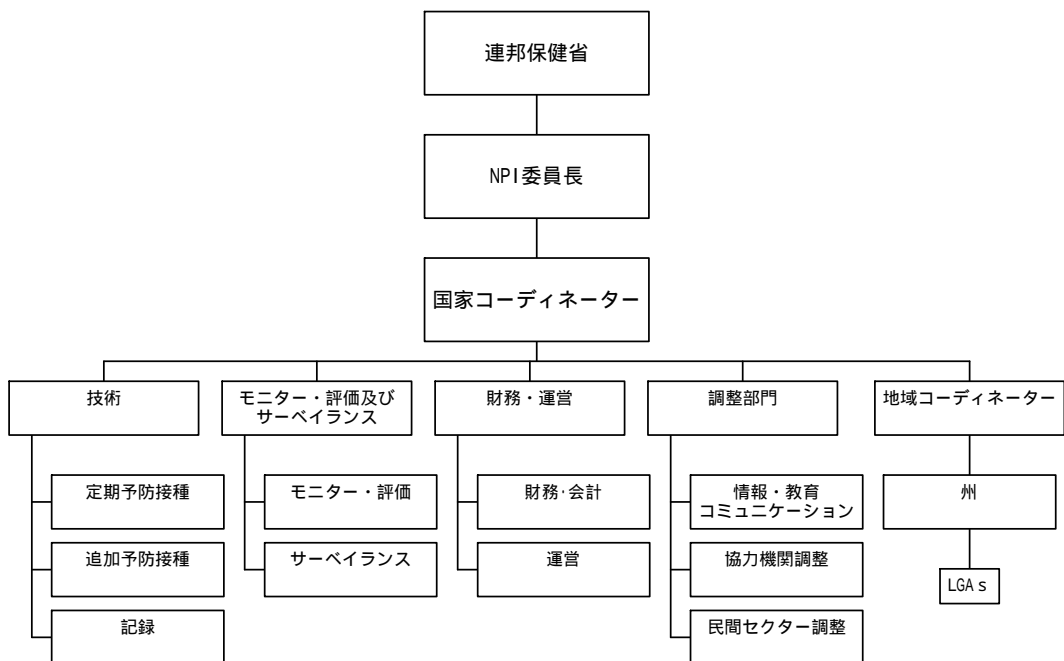 連邦保健省
NPI委員長
国家コーディネーター
技術
モニター・評価及び
サーベイランス
財務・運営
調整部門
地域コーディネーター
定期予防接種
モニター・評価
財務・会計
情報・教育
コミュニケーション
州
追加予防接種
サーベイランス
運営
協力機関調整
LGAs
記録
民間セクター調整